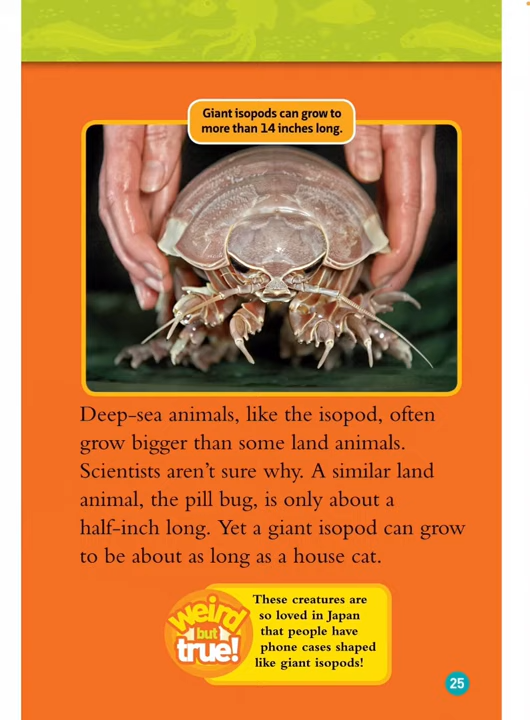 Giant isopods can grow to
more than 14 inches long.
Deep-sea animals, like the isopod, often
grow bigger than some land animals.
Scientists aren't sure why. A similar land
animal, the pill bug, is only about a
half-inch long. Yet a giant isopod can grow
to be about as long as a house cat.
weird
but
true!
These creatures are
so loved in Japan
that people have
phone cases shaped
like giant isopods!
25